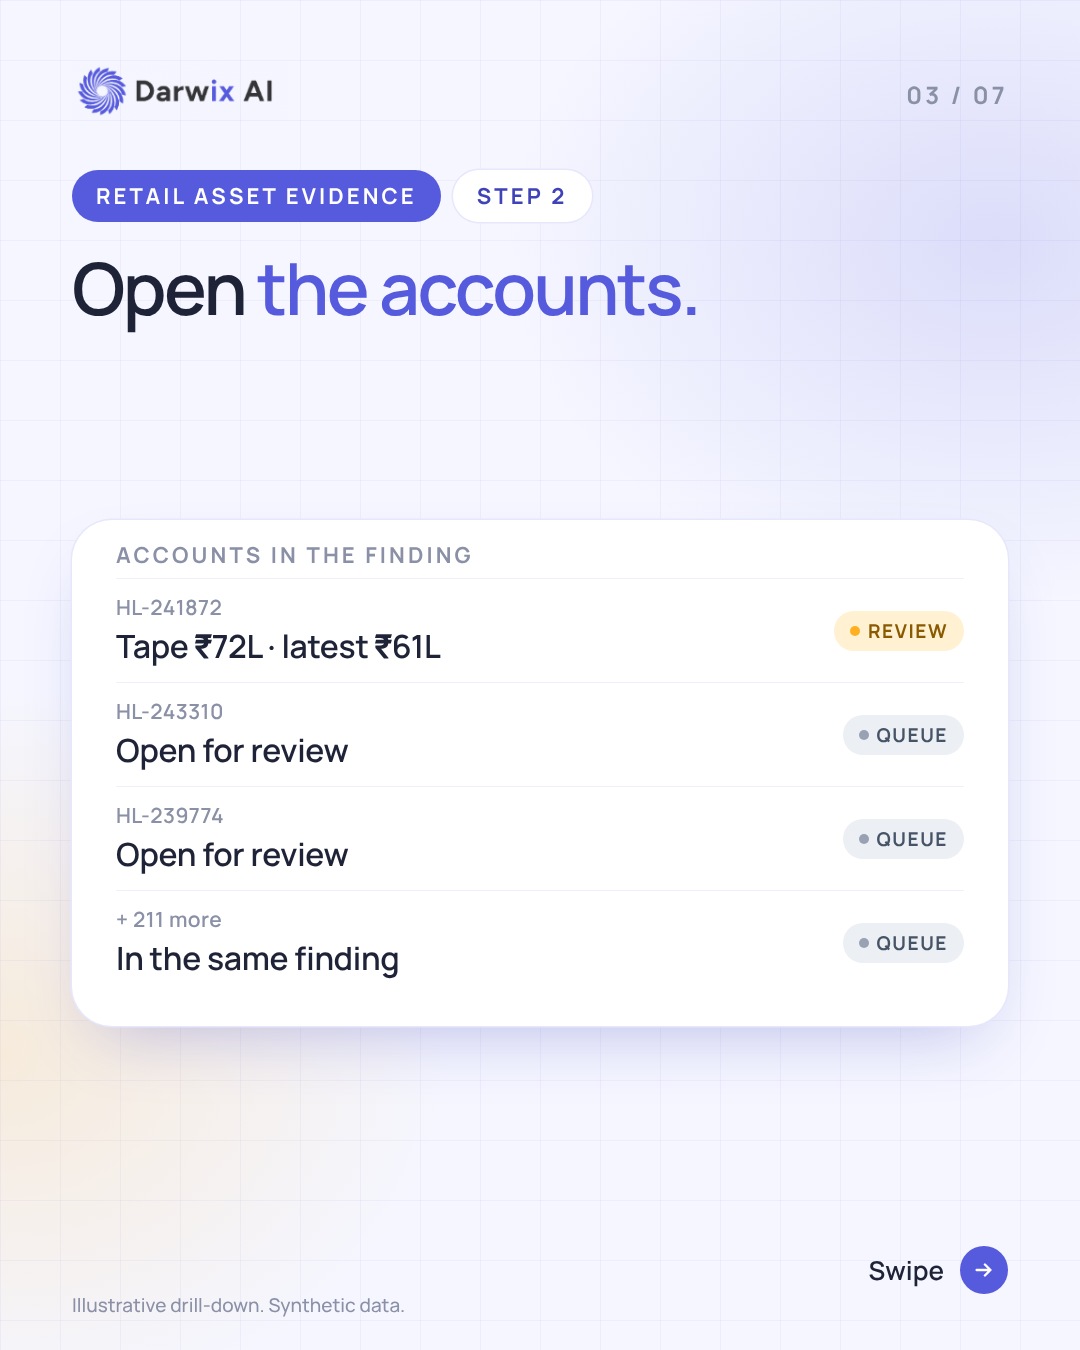 Darwix AI
03 / 07
RETAIL ASSET EVIDENCE
STEP 2
Open the accounts.
ACCOUNTS IN THE FINDING
HL-241872
Tape ₹72L · latest ₹61L
REVIEW
HL-243310
Open for review
QUEUE
HL-239774
Open for review
QUEUE
+ 211 more
In the same finding
QUEUE
Swipe
Illustrative drill-down. Synthetic data.